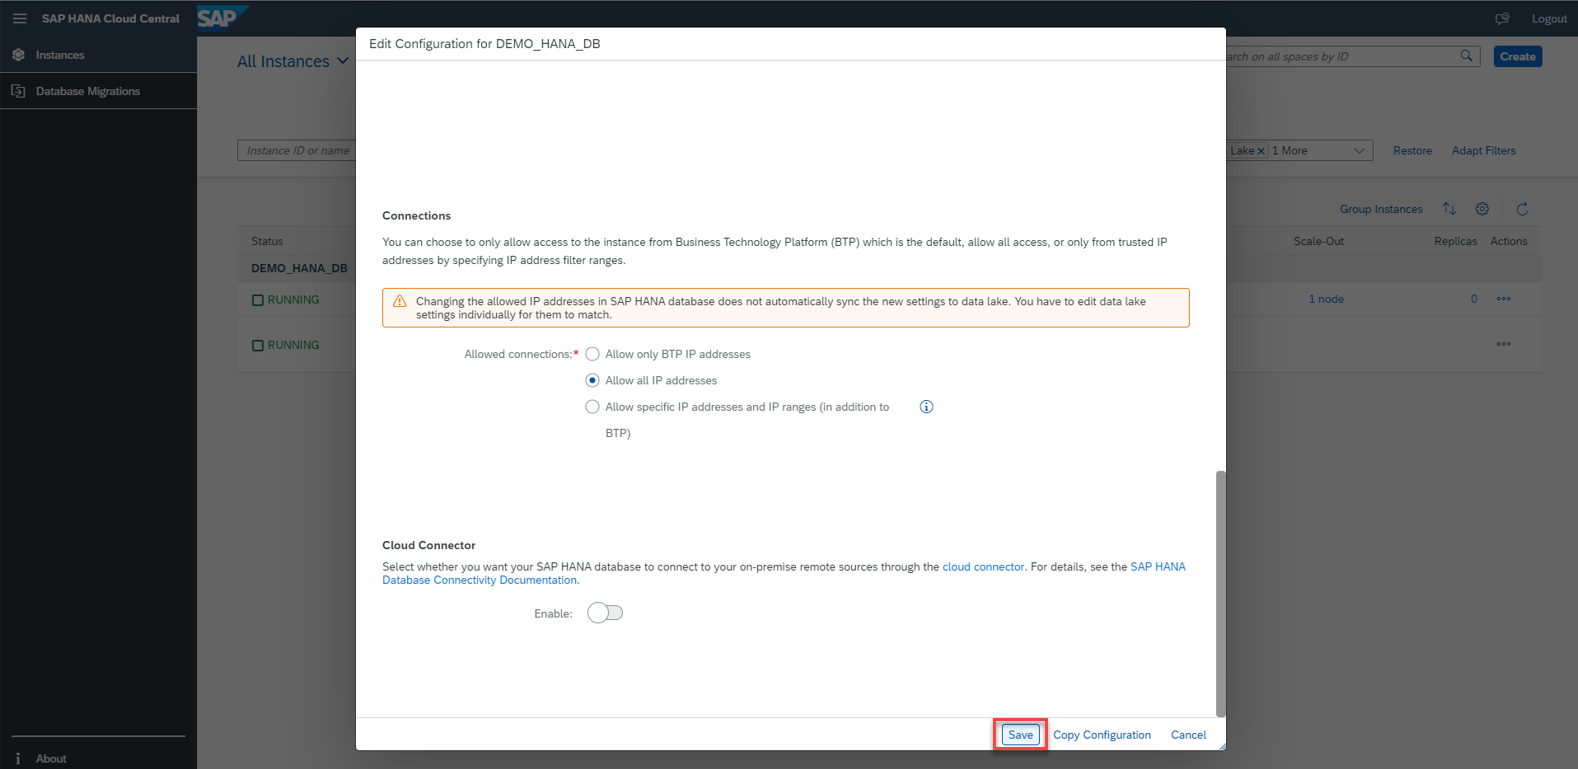 SAP HANA Cloud Central
SAP
Logout
Instances
Database Migrations
About
All Instances
arch on all spaces by ID
Create
Instance ID or name
Lake 1 More
Restore
Adapt Filters
Group Instances
Status
Scale-Out
Replicas
Actions
DEMO_HANA_DB
RUNNING
1 node
0
RUNNING
Edit Configuration for DEMO_HANA_DB
Connections
You can choose to only allow access to the instance from Business Technology Platform (BTP) which is the default, allow all access, or only from trusted IP
addresses by specifying IP address filter ranges.
Changing the allowed IP addresses in SAP HANA database does not automatically sync the new settings to data lake. You have to edit data lake
settings individually for them to match.
Allowed connections:* Allow only BTP IP addresses
Allow all IP addresses
Allow specific IP addresses and IP ranges (in addition to
BTP)
Cloud Connector
Select whether you want your SAP HANA database to connect to your on-premise remote sources through the cloud connector. For details, see the SAP HANA
Database Connectivity Documentation.
Enable:
Save
Copy Configuration
Cancel